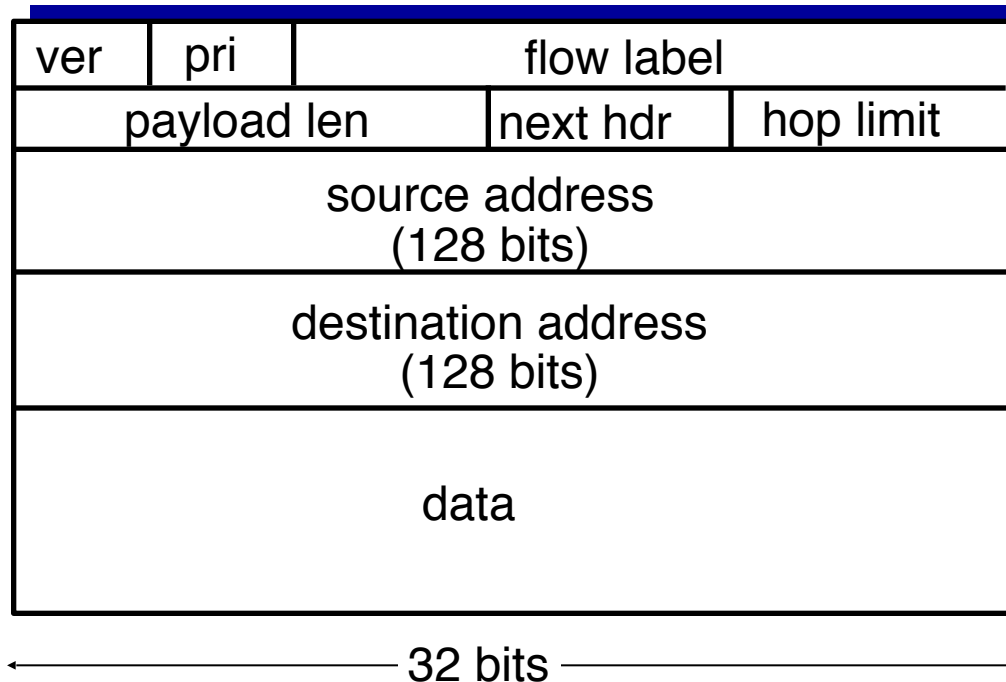 ver pri flow label
payload len next hdr hop limit
source address
(128 bits)
destination address
(128 bits)
data
32 bits